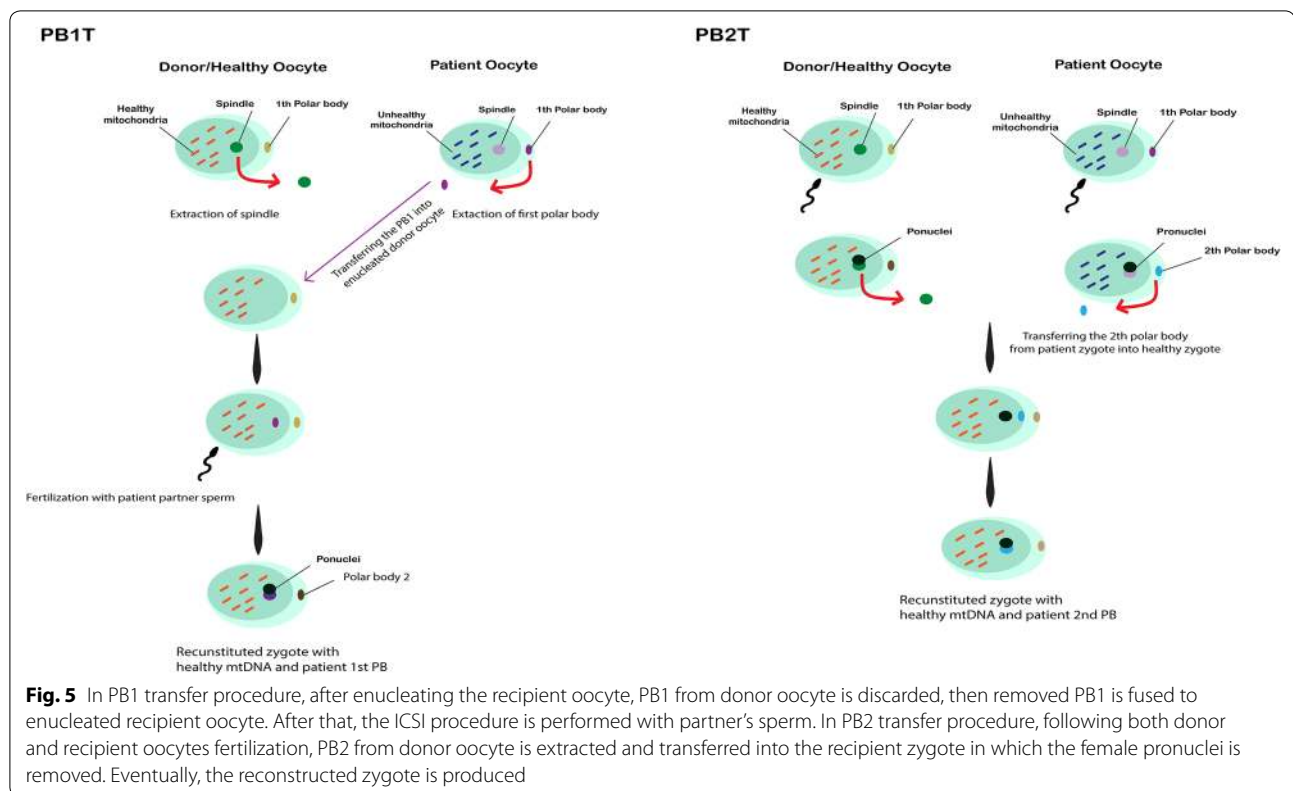 PB1T
Donor/Healthy Oocyte
Patient Oocyte
Healthy
mitochondria
Spindle
1th Polar body
Unhealthy
mitochondria
Spindle
1th Polar body
Extraction of spindle
Extaction of first polar body
Transferring the PB1 into
enucleated donor oocyte
Fertilization with patient partner sperm
Ponuclei
Polar body 2
Recunstituted zygote with
healthy mtDNA and patient 1st PB
PB2T
Donor/Healthy Oocyte
Patient Oocyte
Healthy
mitochondria
Spindle
1th Polar body
Unhealthy
mitochondria
Spindle
1th Polar body
Ponuclei
Pronuclei
2th Polar body
Transferring the 2th polar body
from patient zygote into healthy zygote
Recunstituted zygote with
healthy mtDNA and patient 2nd PB
Fig. 5 In PB1 transfer procedure, after enucleating the recipient oocyte, PB1 from donor oocyte is discarded, then removed PB1 is fused to
enucleated recipient oocyte. After that, the ICSI procedure is performed with partner's sperm. In PB2 transfer procedure, following both donor
and recipient oocytes fertilization, PB2 from donor oocyte is extracted and transferred into the recipient zygote in which the female pronuclei is
removed. Eventually, the reconstructed zygote is produced